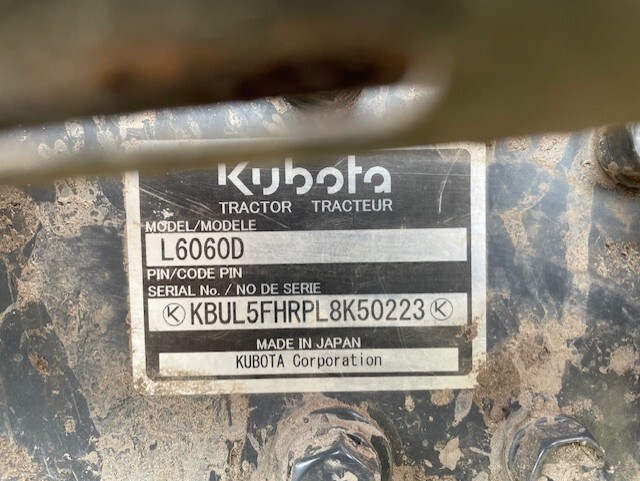 Kubota
TRACTOR TRACTEUR
MODEL/MODELE
L6060D
PIN/CODE PIN
SERIAL No. / NO DE SERIE
KBUL5FHRPL8K50223
MADE IN JAPAN
KUBOTA Corporation